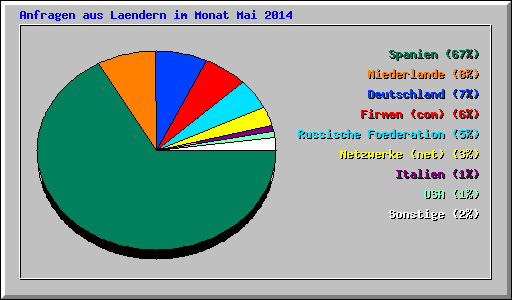 Anfragen aus Laendern im Monat Mai 2014
Spanien (67%)
Niederlande (8%)
Deutschland (7%)
Firmen (com) (6%)
Russische Foederation (5%)
Netzwerke (net) (3%)
Italien (1%)
USA (1%)
Sonstige (2%)